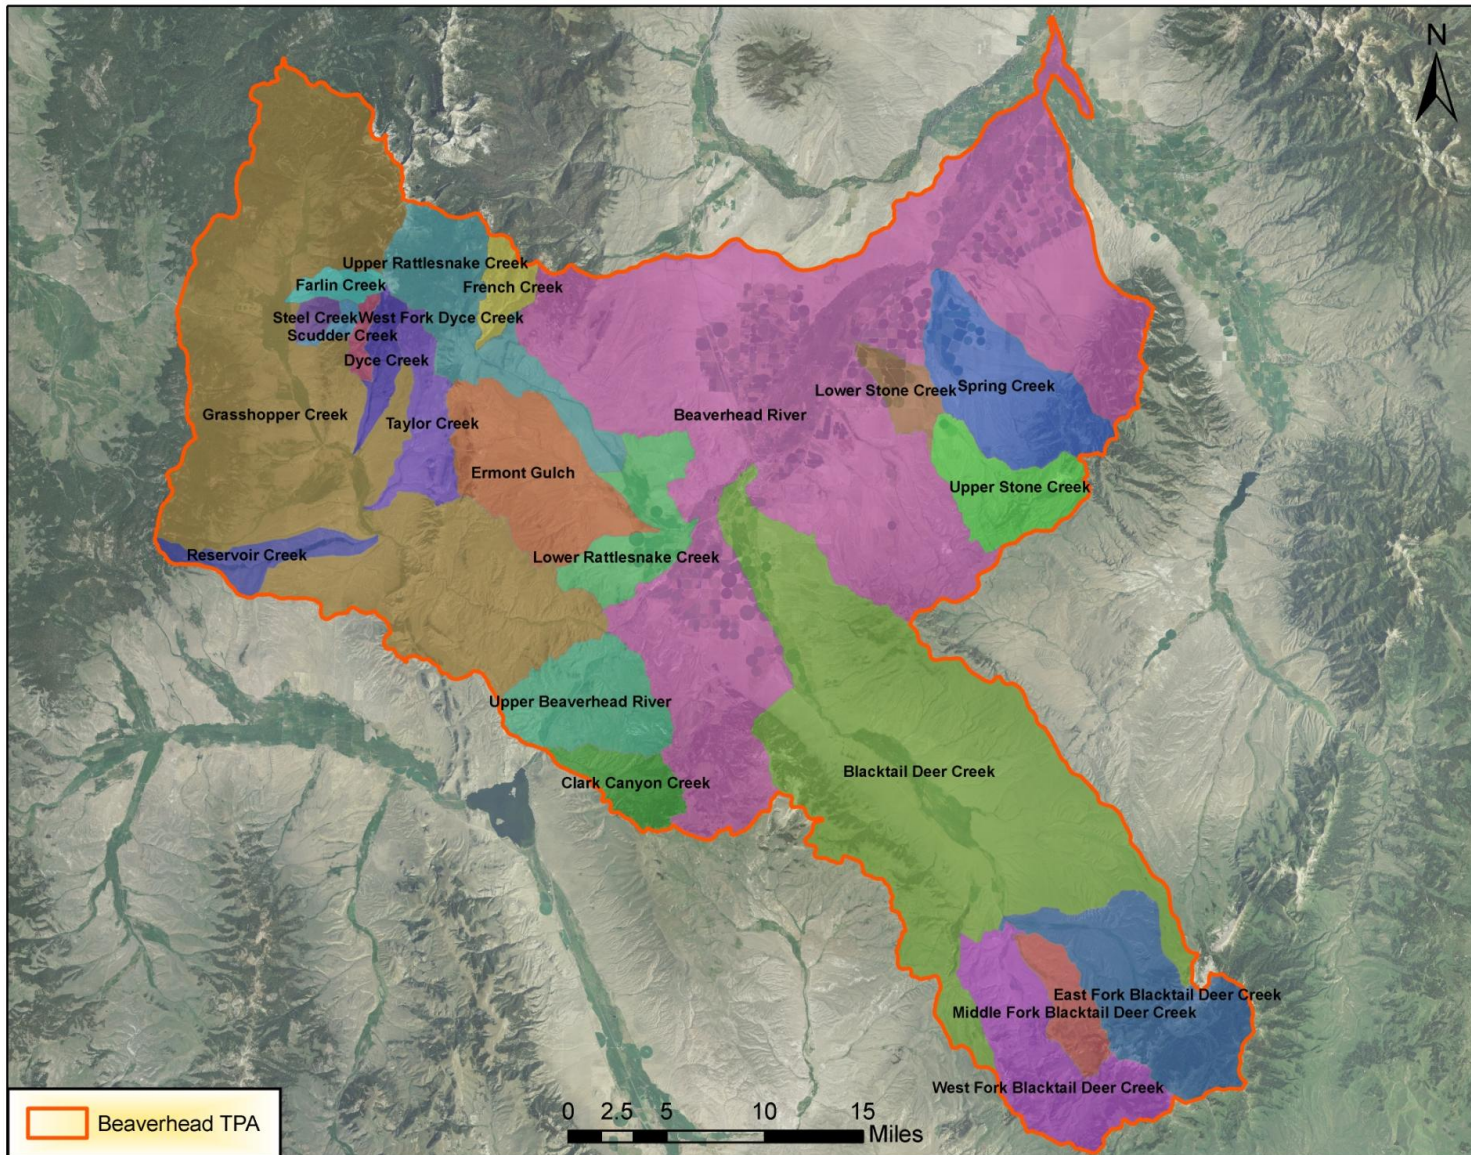 N
Upper Rattlesnake Creek
Farlin Creek
French Creek
Steel Creek
West Fork Dyce Creek
Scudder Creek
Dyce Creek
Grasshopper Creek
Taylor Creek
Beaverhead River
Lower Stone Creek
Spring Creek
Ermont Gulch
Upper Stone Creek
Reservoir Creek
Lower Rattlesnake Creek
Upper Beaverhead River
Clark Canyon Creek
Blacktail Deer Creek
East Fork Blacktail Deer Creek
Middle Fork Blacktail Deer Creek
West Fork Blacktail Deer Creek
0 2.5 5 10 15
Miles
Beaverhead TPA